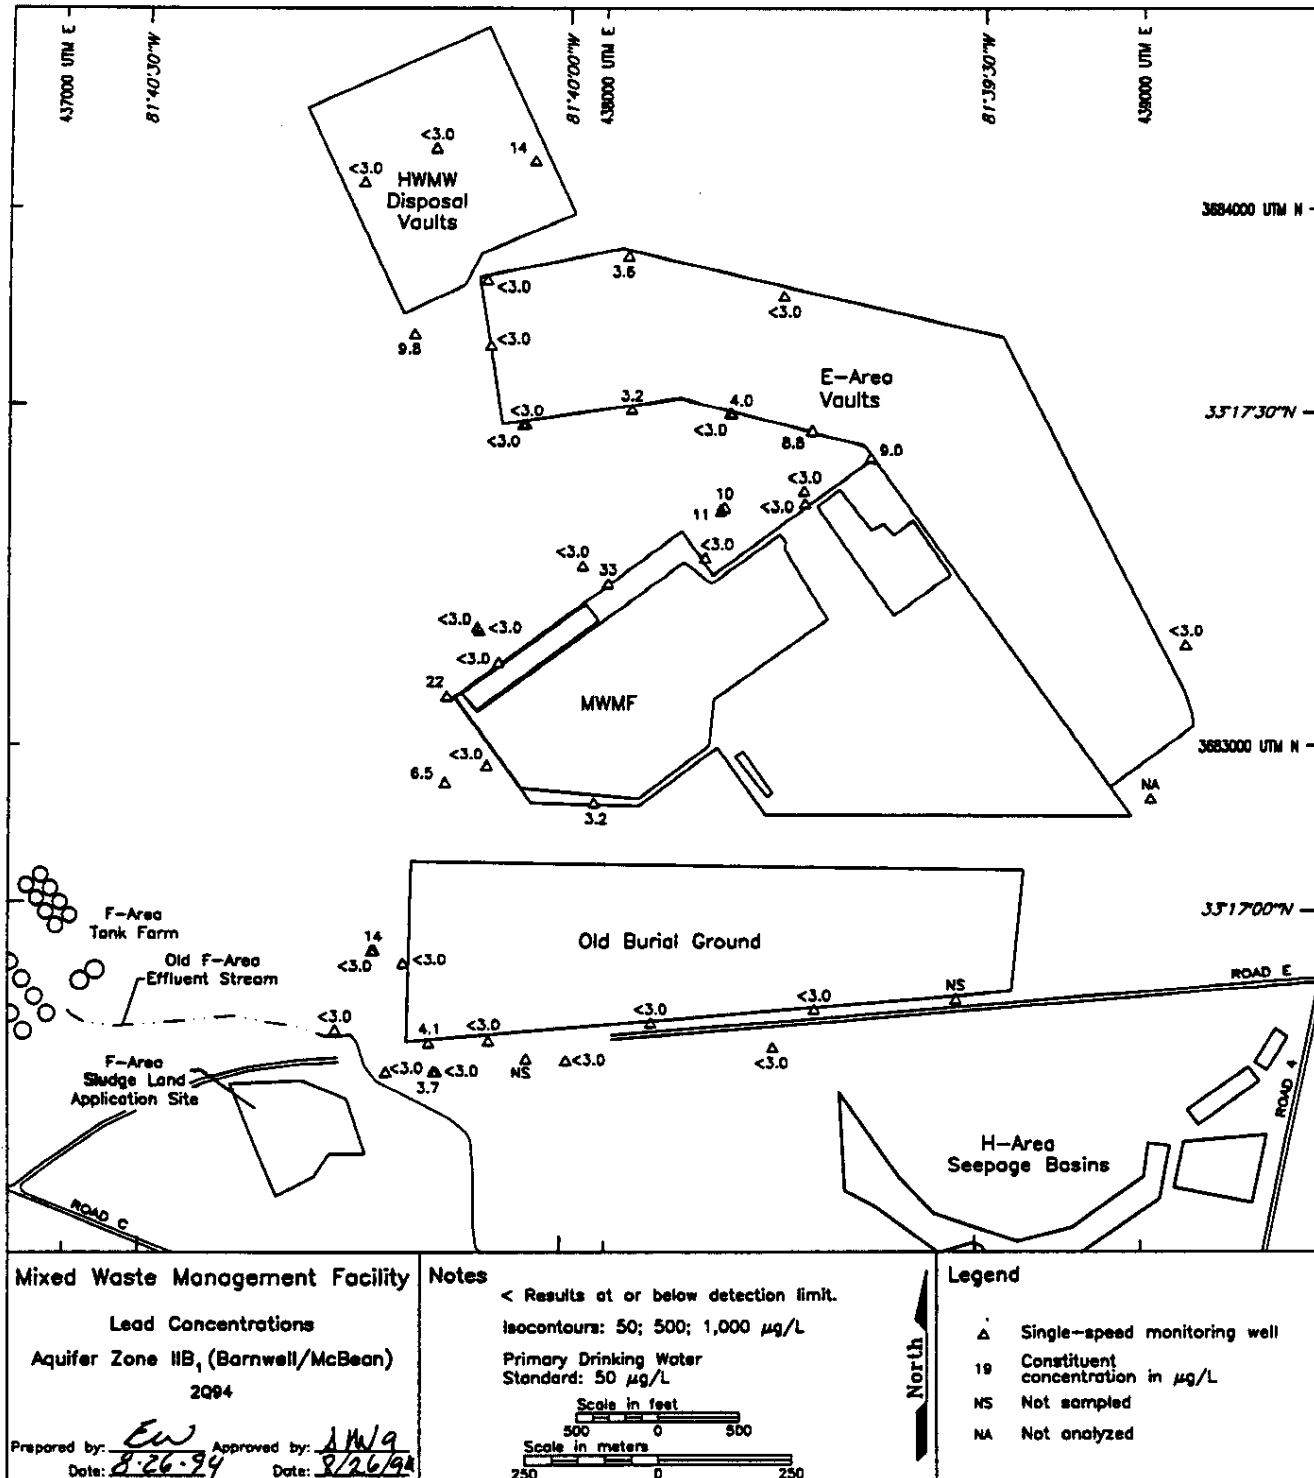 437000 UTM E
81°40'30"W
81°40'00"W
438000 UTM E
81°39'30"W
439000 UTM E
<3.0
<3.0
14
HWMW
Disposal
Vaults
3684000 UTM N
<3.0
3.6
<3.0
<3.0
9.8
E-Area
Vaults
33°17'30"N
<3.0
<3.0
3.2
4.0
<3.0
8.8
9.0
<3.0
<3.0
10
11
<3.0
<3.0
33
<3.0
<3.0
<3.0
<3.0
22
MWMF
3683000 UTM N
<3.0
6.5
3.2
NA
F-Area
Tank Farm
33°17'00"N
Old Burial Ground
14
<3.0
<3.0
Old F-Area
Effluent Stream
ROAD E
NS
<3.0
<3.0
<3.0
4.1
<3.0
<3.0
<3.0
3.7
NS
<3.0
<3.0
F-Area
Sludge Land
Application Site
ROAD 4
H-Area
Seepage Basins
ROAD C
Mixed Waste Management Facility
Lead Concentrations
Aquifer Zone IIB₁ (Barnwell/McBean)
2Q94
Prepared by: EW Approved by:
Date: 8-26-94 Date: 8/26/94
Notes
< Results at or below detection limit.
Isocontours: 50; 500; 1,000 µg/L
Primary Drinking Water
Standard: 50 µg/L
Scale in feet
500 0 500
Scale in meters
250 0 250
North
Legend
Single-speed monitoring well
19 Constituent
concentration in µg/L
NS Not sampled
NA Not analyzed